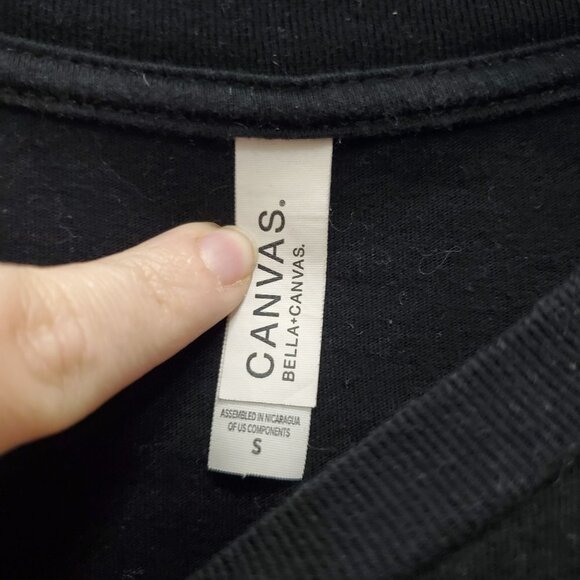 CANVAS.
BELLA+CANVAS.
ASSEMBLED IN NICARAGUA
OF US COMPONENTS
S